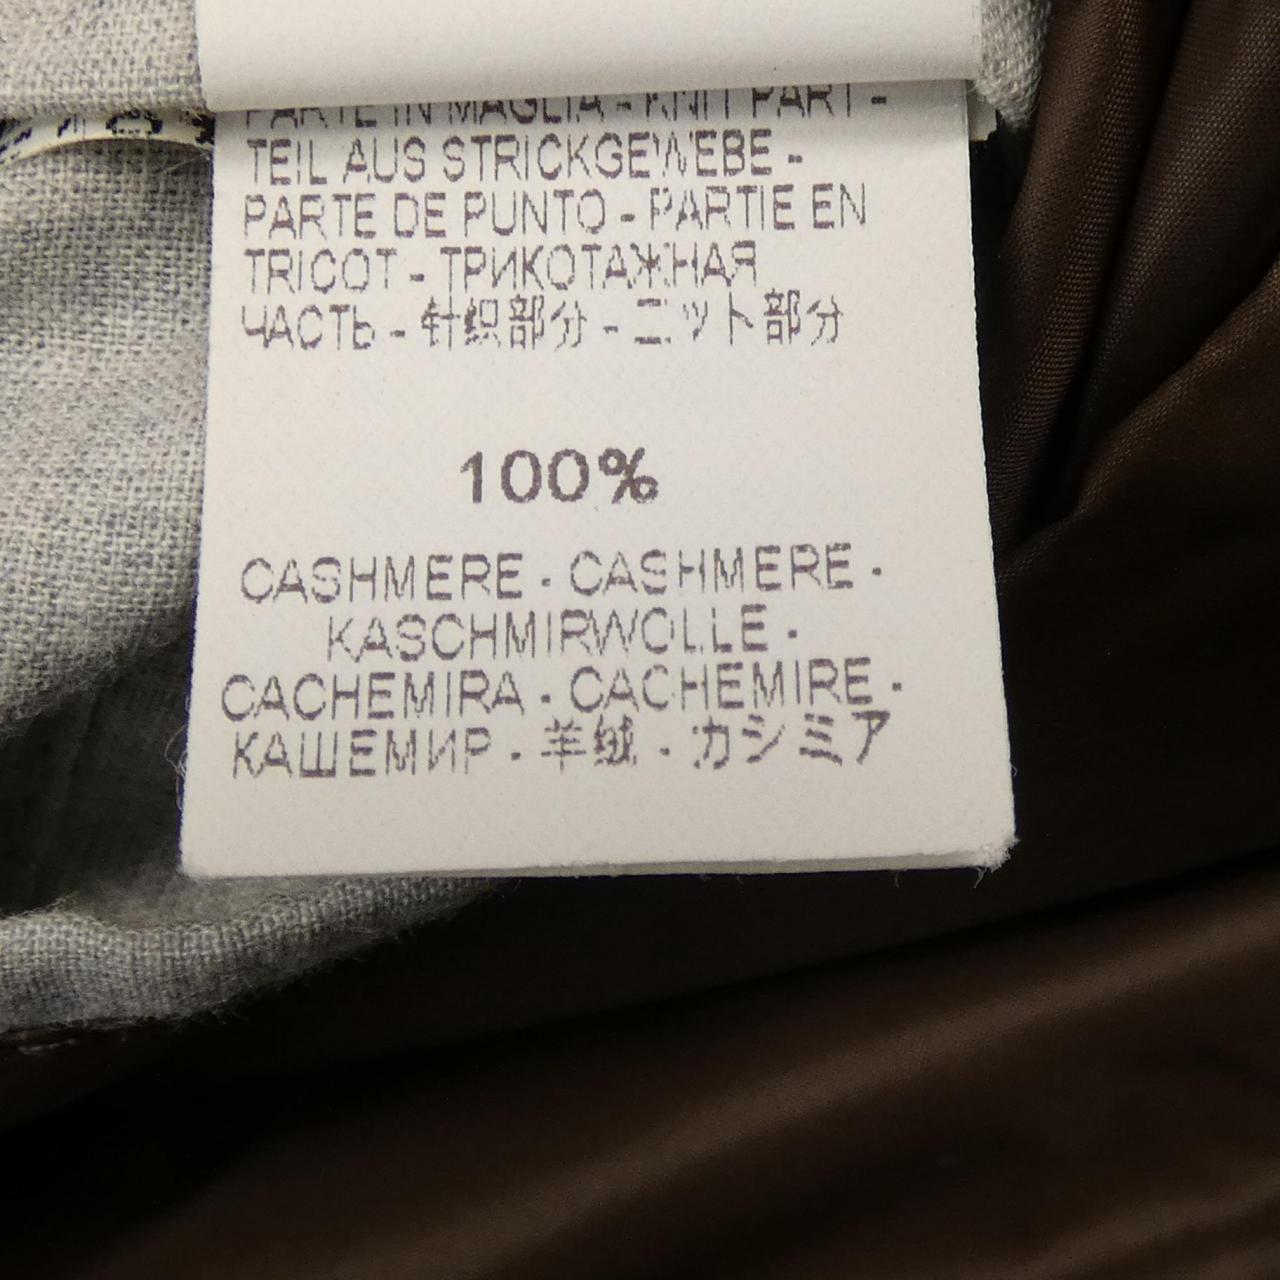 PARTE IN MAGLIA - KNIT PART -
TEIL AUS STRICKGEWEBE -
PARTE DE PUNTO - PARTIE EN
TRICOT - ТРИКОТАЖНАЯ
ЧАСТЬ - 针织部分 - ニット部分
100%
CASHMERE - CASHMERE -
KASCHMIRWOLLE -
CACHEMIRA - CACHEMIRE -
КАШЕМИР - 羊绒 - カシミア